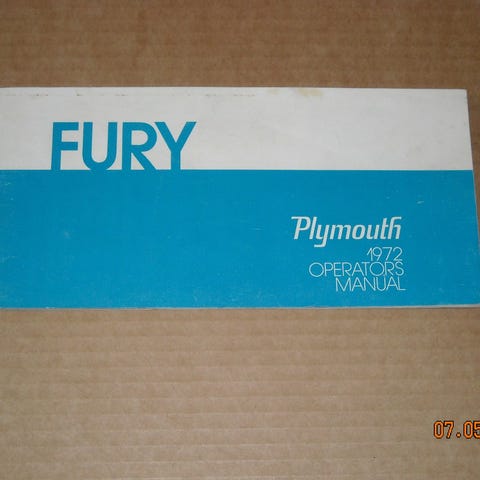 FURY
Plymouth
1972
OPERATORS
MANUAL
07.05